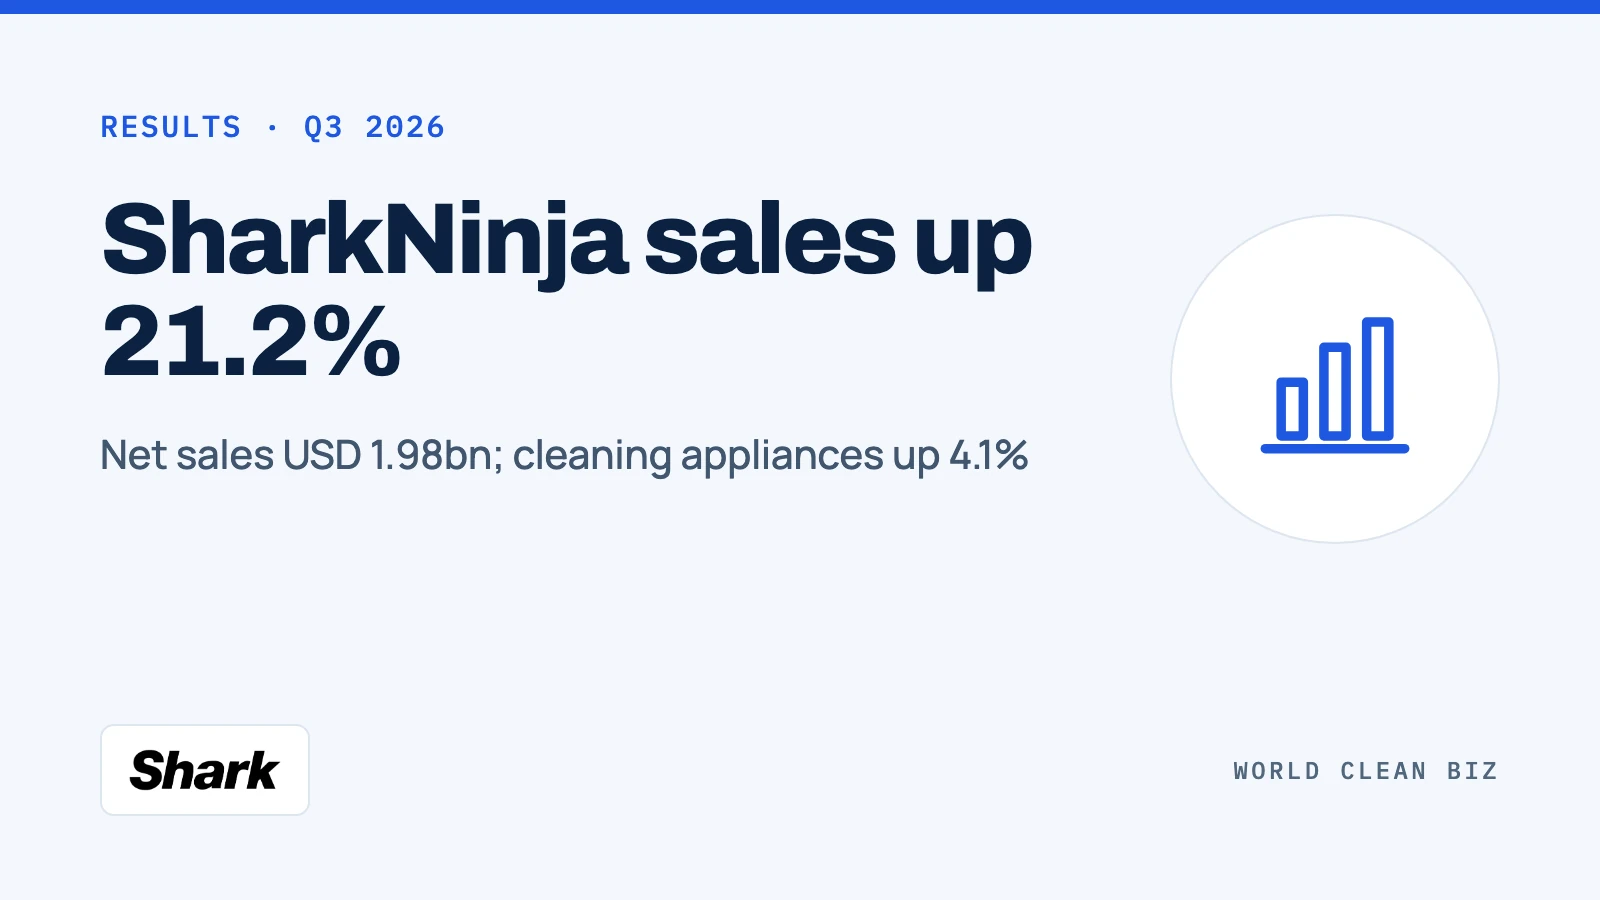 RESULTS · Q3 2026
SharkNinja sales up
21.2%
Net sales USD 1.98bn; cleaning appliances up 4.1%
Shark
WORLD CLEAN BIZ